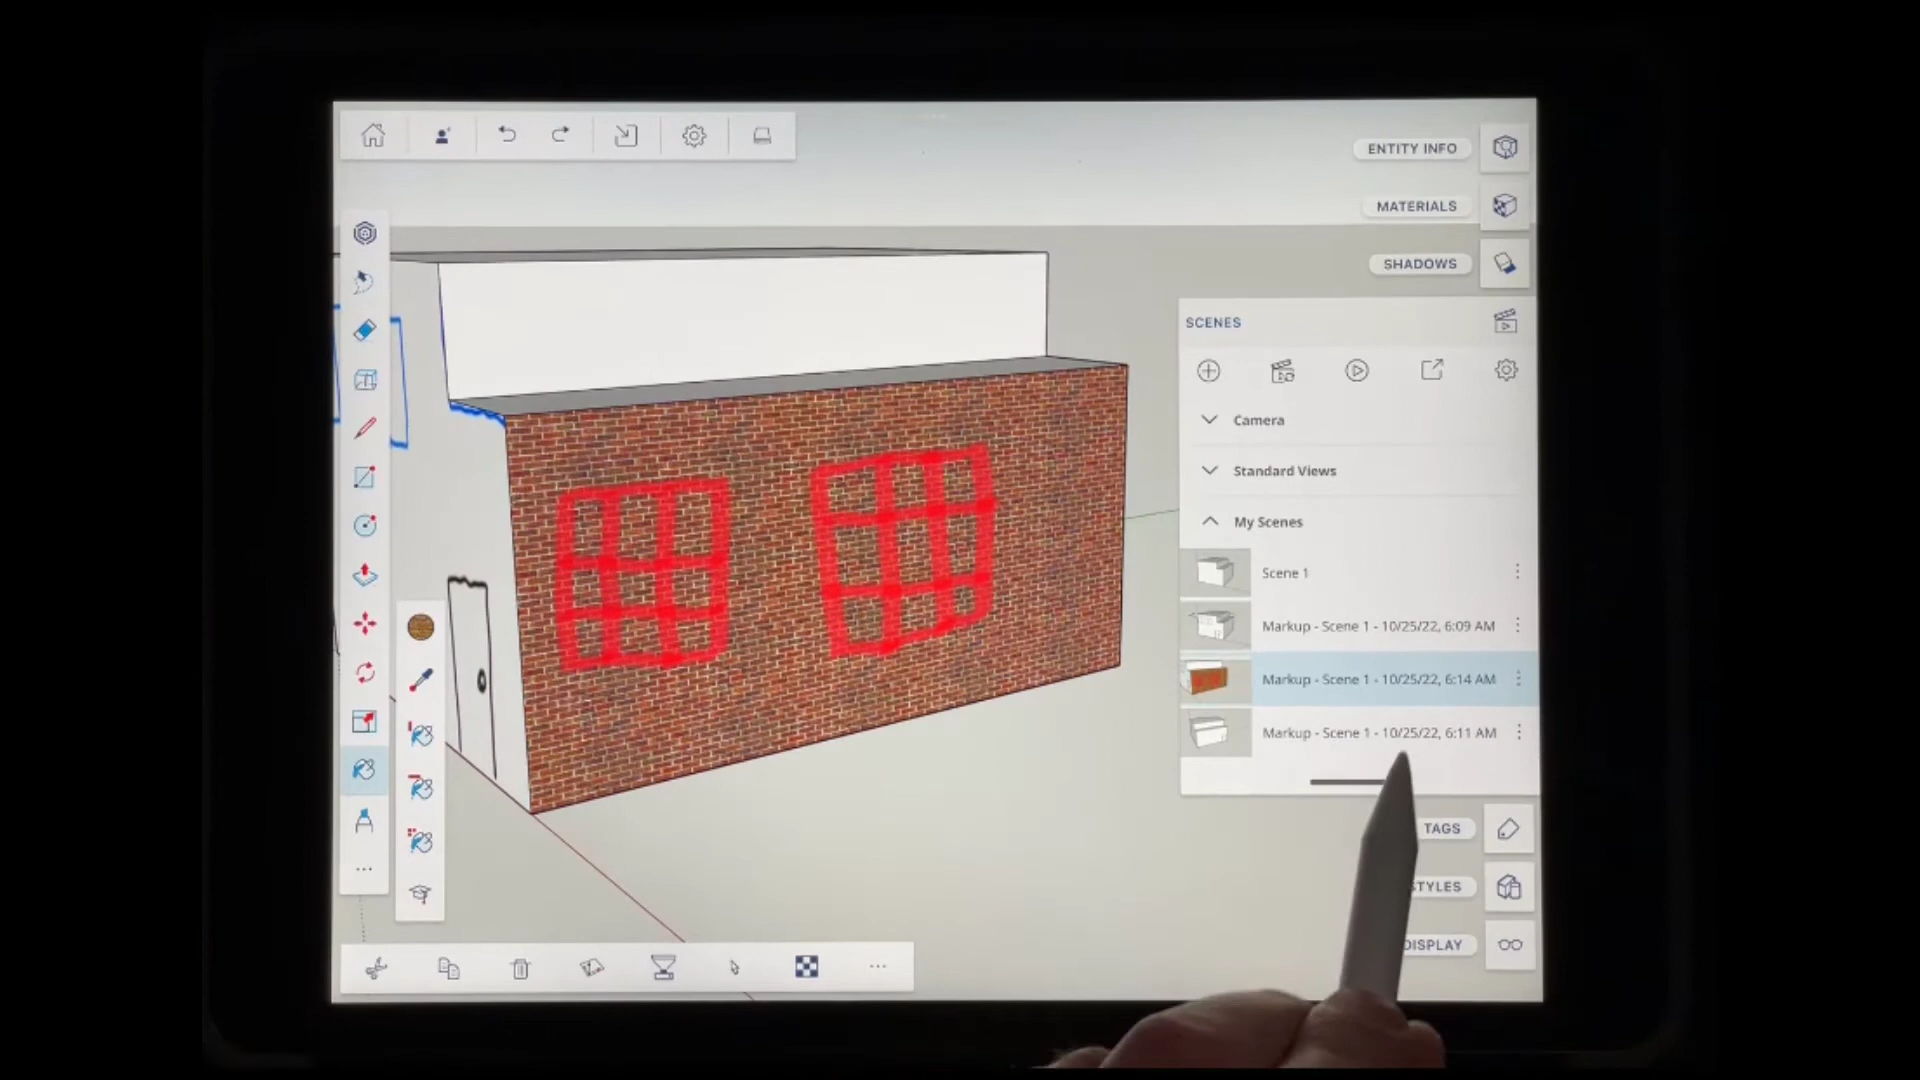 ENTITY INFO
MATERIALS
SHADOWS
SCENES
Camera
Standard Views
My Scenes
Scene 1
Markup - Scene 1 - 10/25/22, 6:09 AM
Markup - Scene 1 - 10/25/22, 6:14 AM
Markup - Scene 1 - 10/25/22, 6:11 AM
TAGS
STYLES
DISPLAY